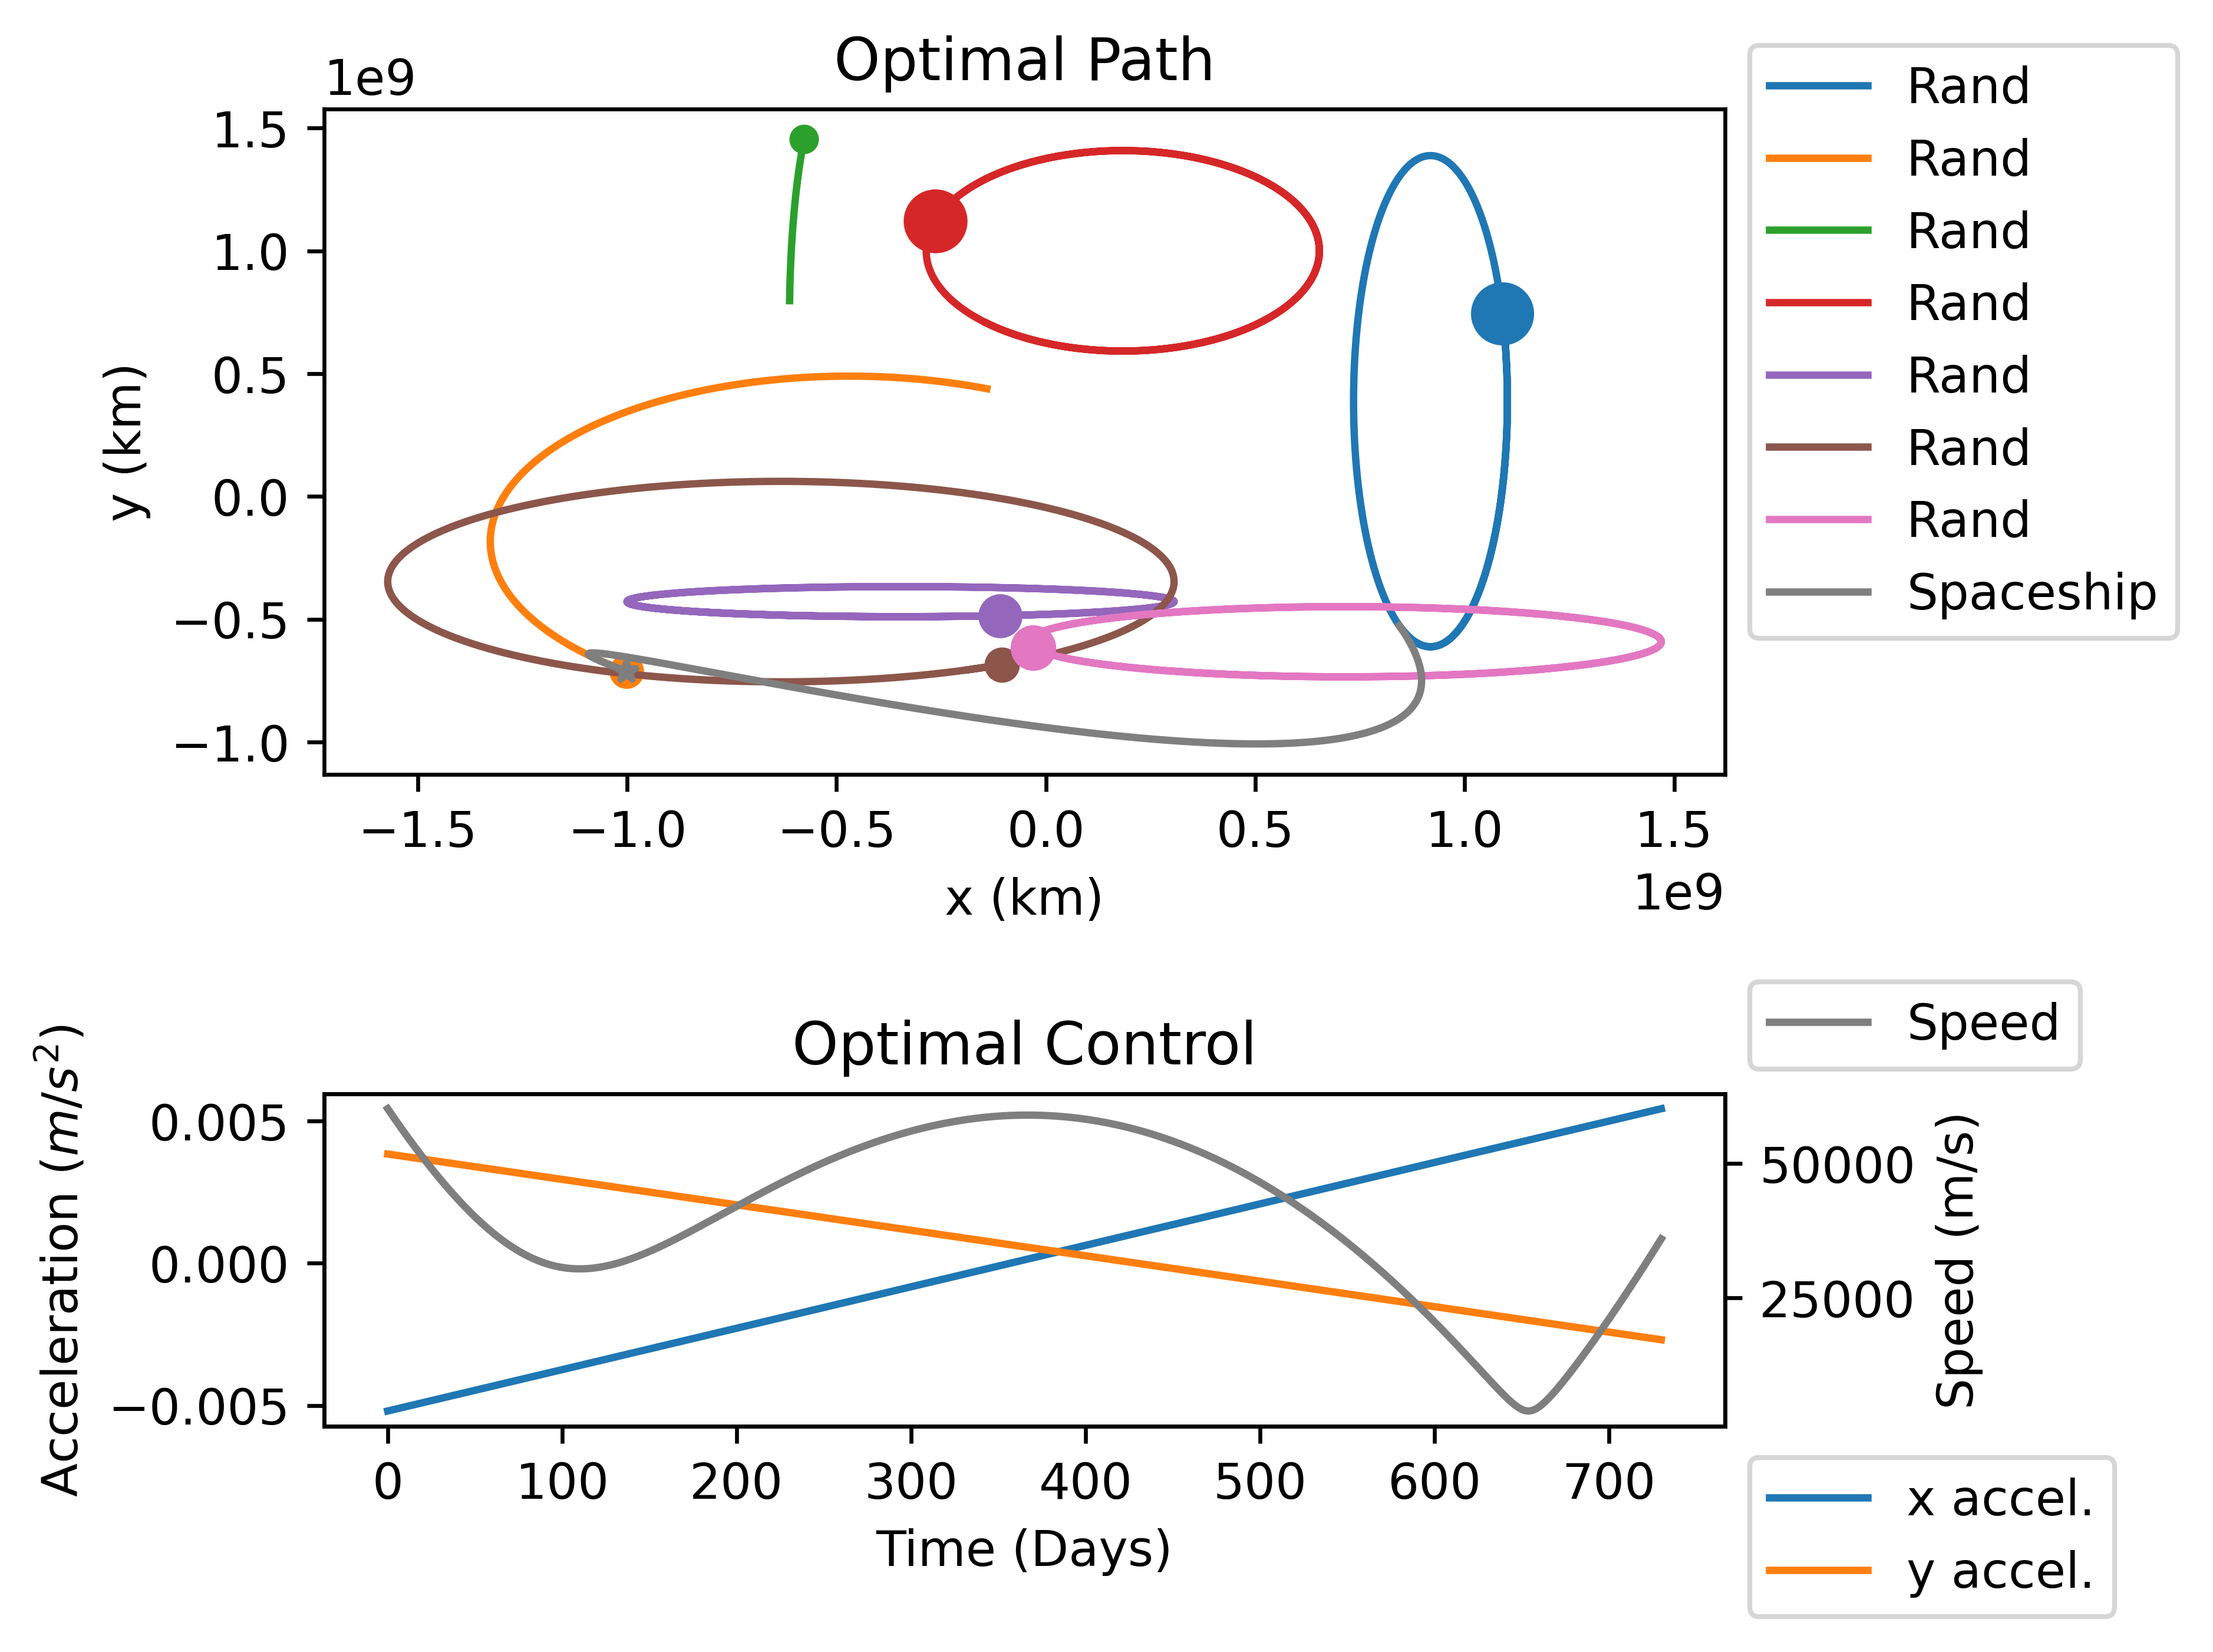 Optimal Path
1e9
1.5
1.0
0.5
0.0
−0.5
−1.0
y (km)
−1.5 −1.0 −0.5 0.0 0.5 1.0 1.5
x (km)
1e9
Rand
Rand
Rand
Rand
Rand
Rand
Rand
Spaceship
Optimal Control
Speed
0.005
0.000
−0.005
Acceleration (m/s²)
50000
25000
Speed (m/s)
0 100 200 300 400 500 600 700
Time (Days)
x accel.
y accel.